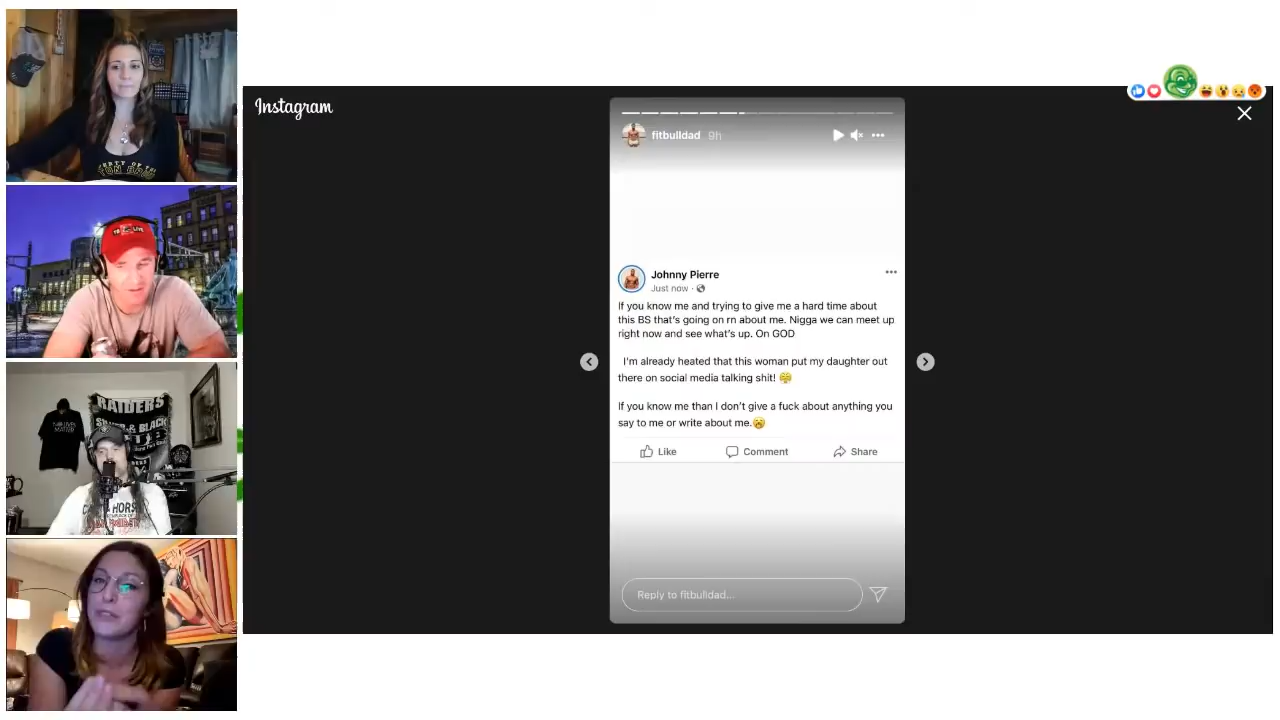 Instagram
fitbulldad 9h
Johnny Pierre
Just now ·
If you know me and trying to give me a hard time about
this BS that's going on rn about me. Nigga we can meet up
right now and see what's up. On GOD
I'm already heated that this woman put my daughter out
there on social media talking shit! 😤
If you know me than I don't give a fuck about anything you
say to me or write about me.🥱
Like Comment Share
Reply to fitbulldad...
RAIDERS
SILVER & BLACK